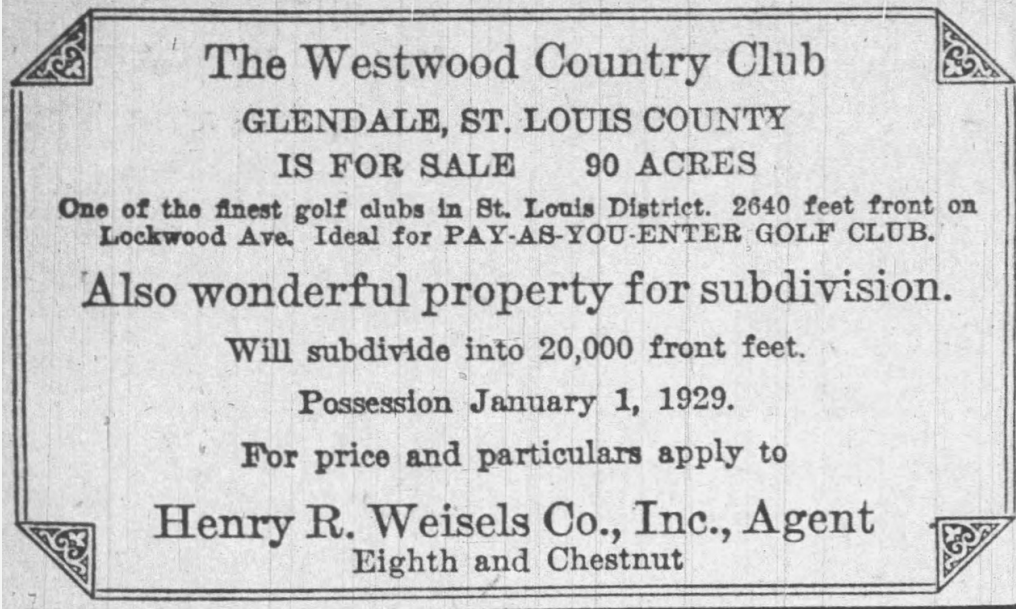 The Westwood Country Club
GLENDALE, ST. LOUIS COUNTY
IS FOR SALE 90 ACRES
One of the finest golf clubs in St. Louis District. 2640 feet front on
Lockwood Ave. Ideal for PAY-AS-YOU-ENTER GOLF CLUB.
Also wonderful property for subdivision.
Will subdivide into 20,000 front feet.
Possession January 1, 1929.
For price and particulars apply to
Henry R. Weisels Co., Inc., Agent
Eighth and Chestnut